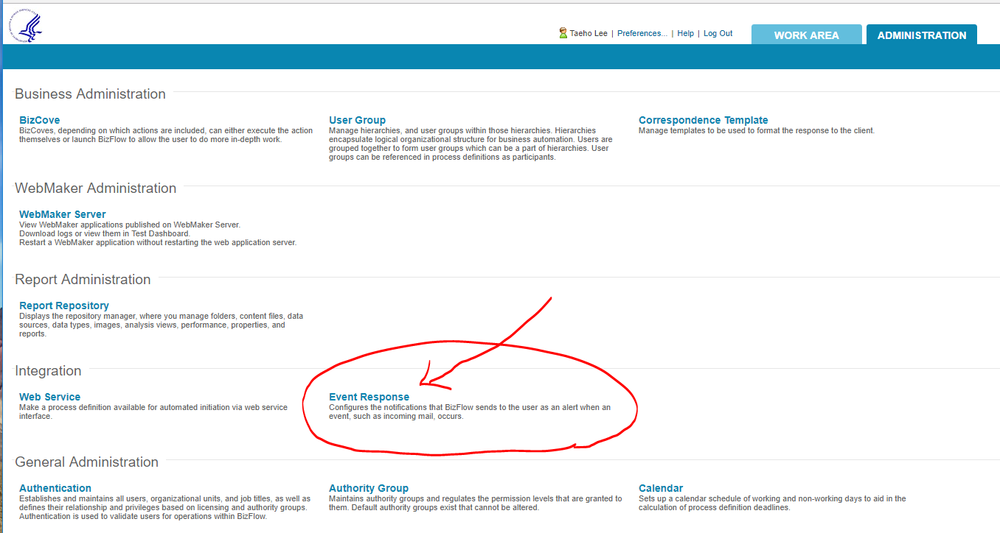 Taeho Lee | Preferences... | Help | Log Out
WORK AREA
ADMINISTRATION
Business Administration
BizCove
BizCoves, depending on which actions are included, can either execute the action
themselves or launch BizFlow to allow the user to do more in-depth work.
User Group
Manage hierarchies, and user groups within those hierarchies. Hierarchies
encapsulate logical organizational structure for business automation. Users are
grouped together to form user groups which can be a part of hierarchies. User
groups can be referenced in process definitions as participants.
Correspondence Template
Manage templates to be used to format the response to the client.
WebMaker Administration
WebMaker Server
View WebMaker applications published on WebMaker Server.
Download logs or view them in Test Dashboard.
Restart a WebMaker application without restarting the web application server.
Report Administration
Report Repository
Displays the repository manager, where you manage folders, content files, data
sources, data types, images, analysis views, performance, properties, and
reports.
Integration
Web Service
Make a process definition available for automated initiation via web service
interface.
Event Response
Configures the notifications that BizFlow sends to the user as an alert when an
event, such as incoming mail, occurs.
General Administration
Authentication
Establishes and maintains all users, organizational units, and job titles, as well as
defines their relationship and privileges based on licensing and authority groups.
Authentication is used to validate users for operations within BizFlow.
Authority Group
Maintains authority groups and regulates the permission levels that are granted to
them. Default authority groups exist that cannot be altered.
Calendar
Sets up a calendar schedule of working and non-working days to aid in the
calculation of process definition deadlines.